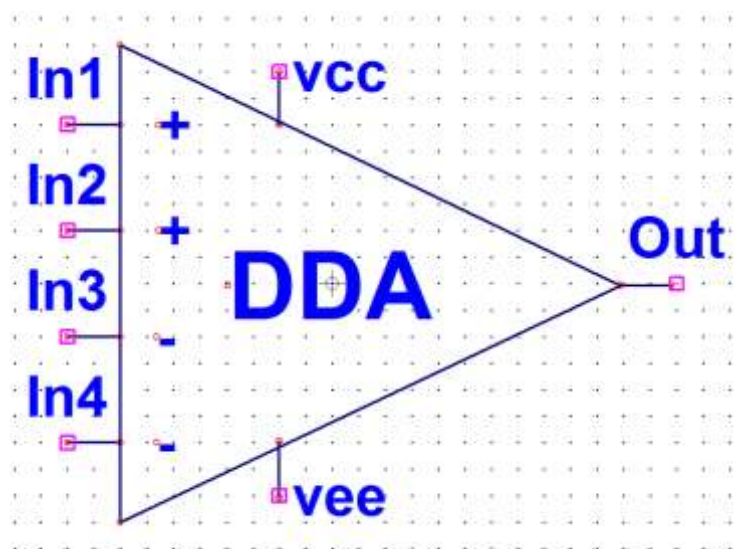 In1
vcc
+
In2
+
Out
DDA
In3
-
In4
-
vee